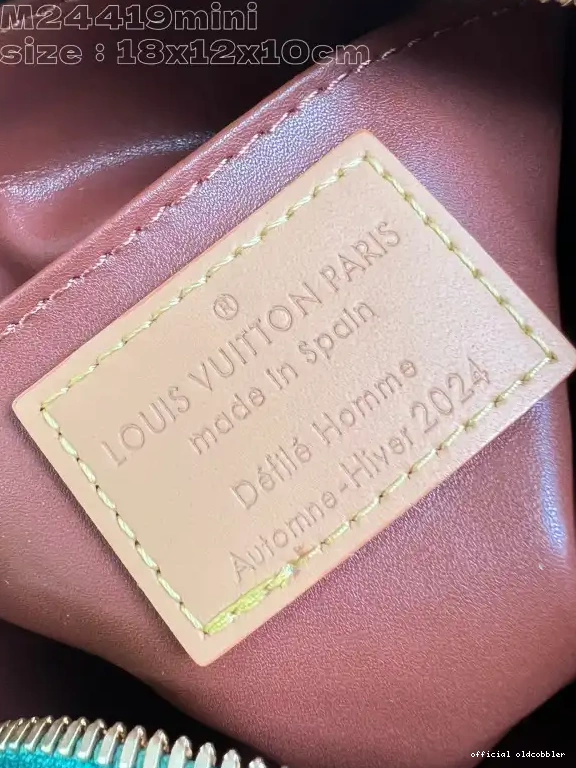 M24419mini
size : 18x12x10cm
®
LOUIS VUITTON PARIS
made in Spain
Défilé Homme
Automne-Hiver 2024
official oldcobbler